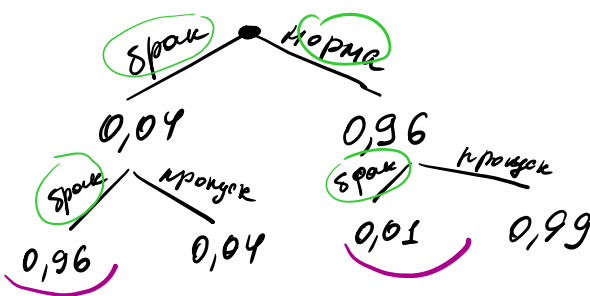 брак норма
0,04 0,96
брак пропуск брак пропуск
0,96 0,04 0,01 0,99